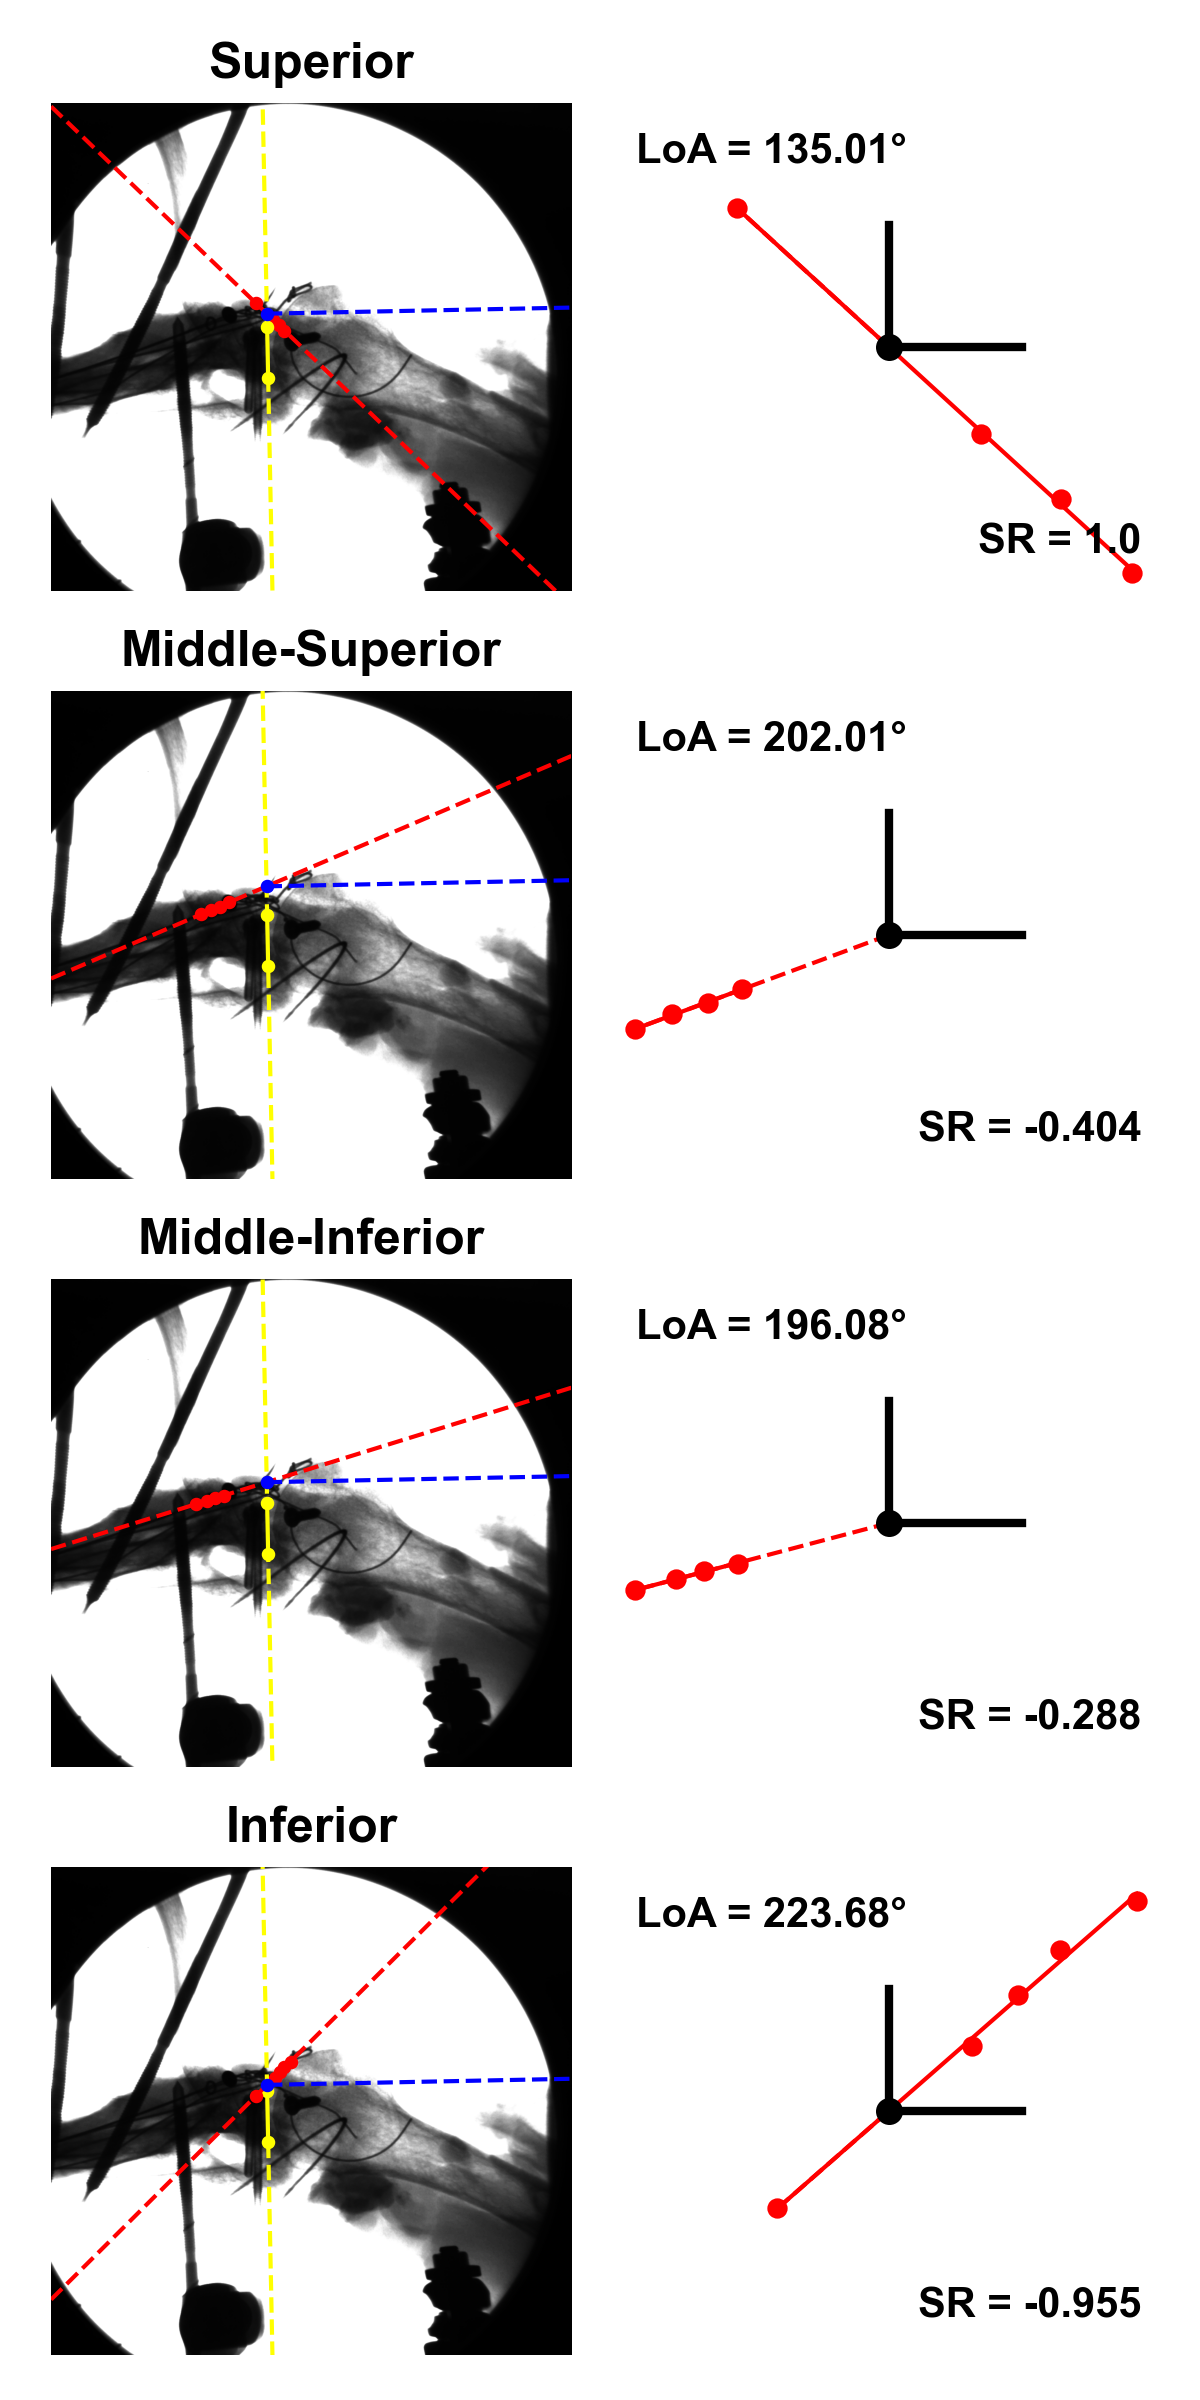 Superior
LoA = 135.01°
SR = 1.0
Middle-Superior
LoA = 202.01°
SR = -0.404
Middle-Inferior
LoA = 196.08°
SR = -0.288
Inferior
LoA = 223.68°
SR = -0.955